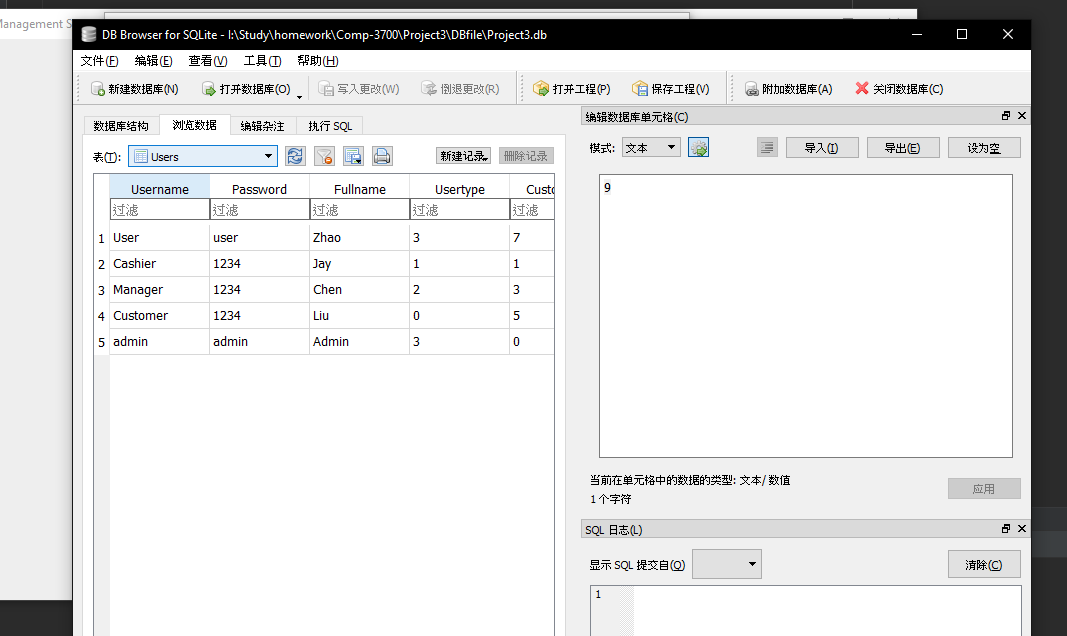 Management S
DB Browser for SQLite - I:\Study\homework\Comp-3700\Project3\DBfile\Project3.db
文件(F) 编辑(E) 查看(V) 工具(T) 帮助(H)
新建数据库(N) 打开数据库(O) 写入更改(W) 倒退更改(R) 打开工程(P) 保存工程(V) 附加数据库(A) 关闭数据库(C)
数据库结构 浏览数据 编辑杂注 执行 SQL
表(T): Users 新建记录 删除记录
Username Password Fullname Usertype Custo
过滤 过滤 过滤 过滤 过滤
1 User user Zhao 3 7
2 Cashier 1234 Jay 1 1
3 Manager 1234 Chen 2 3
4 Customer 1234 Liu 0 5
5 admin admin Admin 3 0
编辑数据库单元格(C)
模式: 文本 导入(I) 导出(E) 设为空
9
当前在单元格中的数据的类型: 文本/ 数值
1 个字符
应用
SQL 日志(L)
显示 SQL 提交自(O) 清除(C)
1